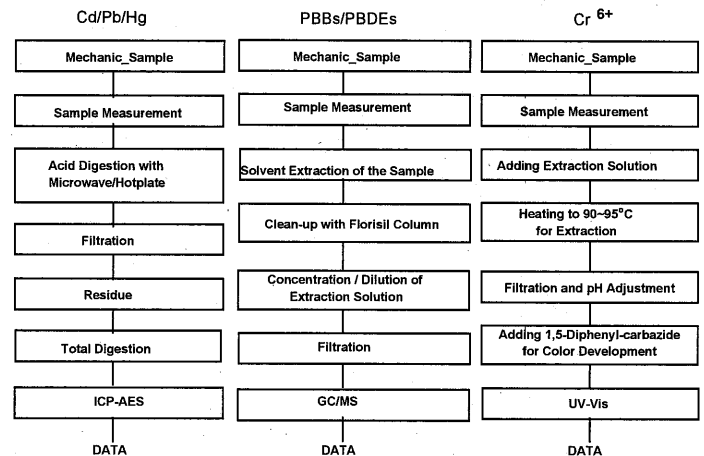 Cd/Pb/Hg
Mechanic_Sample
Sample Measurement
Acid Digestion with
Microwave/Hotplate
Filtration
Residue
Total Digestion
ICP-AES
DATA
PBBs/PBDEs
Mechanic_Sample
Sample Measurement
Solvent Extraction of the Sample
Clean-up with Florisil Column
Concentration / Dilution of
Extraction Solution
Filtration
GC/MS
DATA
Cr 6+
Mechanic_Sample
Sample Measurement
Adding Extraction Solution
Heating to 90~95°C
for Extraction
Filtration and pH Adjustment
Adding 1,5-Diphenyl-carbazide
for Color Development
UV-Vis
DATA